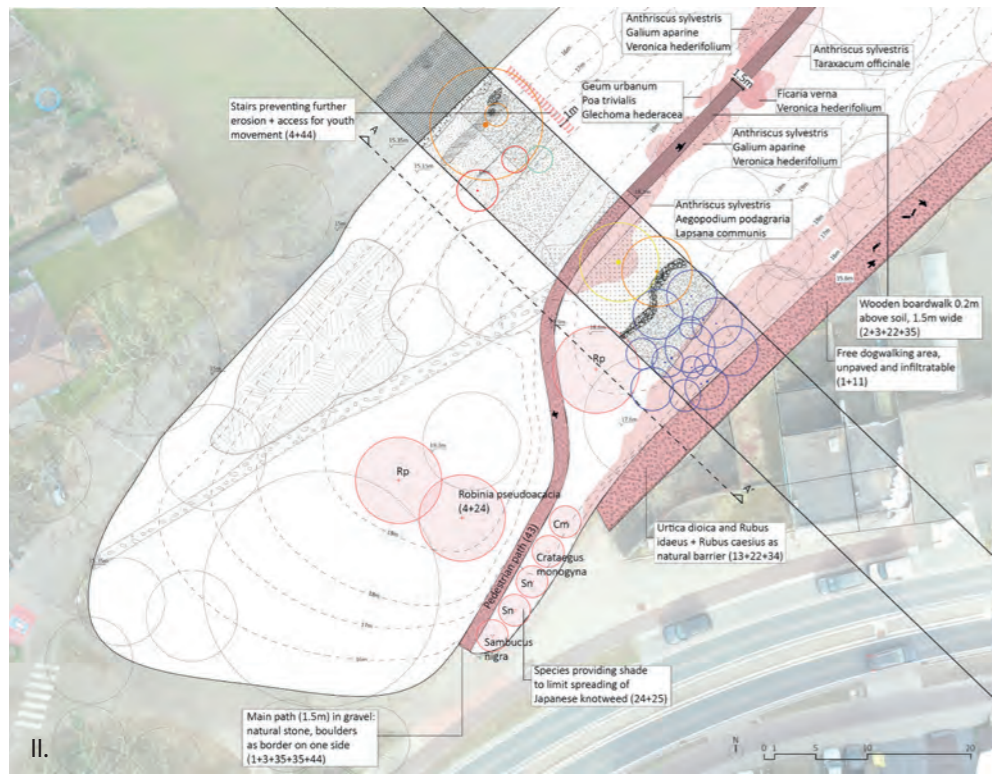 Anthriscus sylvestris
Galium aparine
Veronica hederifolium
Anthriscus sylvestris
Taraxacum officinale
Geum urbanum
Poa trivialis
Glechoma hederacea
1.5m
Ficaria verna
Veronica hederifolium
Stairs preventing further
erosion + access for youth
movement (4+44)
A
1m
Anthriscus sylvestris
Galium aparine
Veronica hederifolium
Anthriscus sylvestris
Aegopodium podagraria
Lapsana communis
Wooden boardwalk 0.2m
above soil, 1.5m wide
(2+3+22+35)
Free dogwalking area,
unpaved and infiltratable
(1+11)
Rp
Rp
Robinia pseudoacacia
(4+24)
A'
Urtica dioica and Rubus
idaeus + Rubus caesius as
natural barrier (13+22+34)
Cm
Crataegus
monogyna
Sn
Sn
Sambucus
nigra
Pedestrian path (43)
Species providing shade
to limit spreading of
Japanese knotweed (24+25)
Main path (1.5m) in gravel:
natural stone, boulders
as border on one side
(1+3+35+35+44)
II.
N
0 1 5 10 20